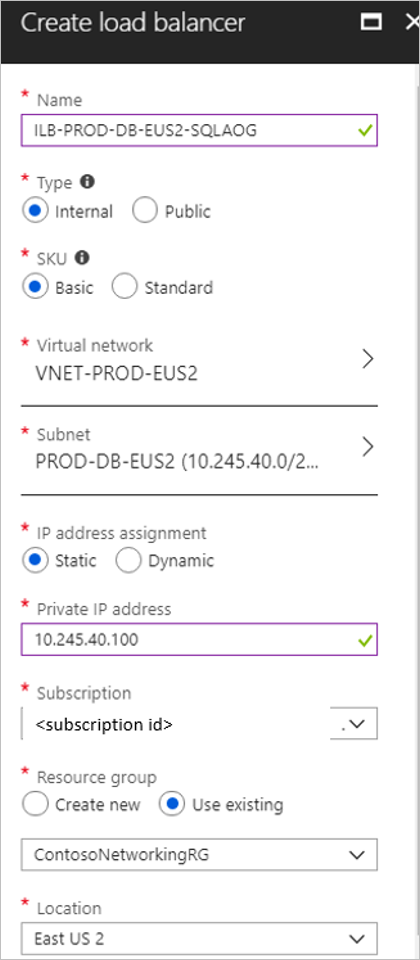 Create load balancer
* Name
ILB-PROD-DB-EUS2-SQLAOG
* Type
Internal Public
* SKU
Basic Standard
* Virtual network
VNET-PROD-EUS2
* Subnet
PROD-DB-EUS2 (10.245.40.0/2...
* IP address assignment
Static Dynamic
* Private IP address
10.245.40.100
* Subscription
<subscription id> .
* Resource group
Create new Use existing
ContosoNetworkingRG
* Location
East US 2